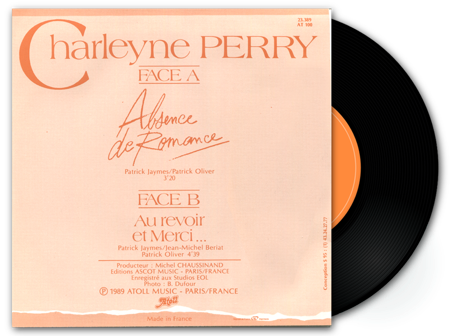 Charleyne PERRY
FACE A
Absence
de Romance
Patrick Jaymes/Patrick Oliver
3'20
FACE B
Au revoir
et Merci...
Patrick Jaymes/Jean-Michel Beriat
Patrick Oliver 4'39
Producteur : Michel CHAUSSINAND
Editions ASCOT MUSIC - PARIS/FRANCE
Enregistré aux Studios EOL
Photo - B. Dufour
Ⓟ 1989 ATOLL MUSIC - PARIS/FRANCE
Atoll
Made in France